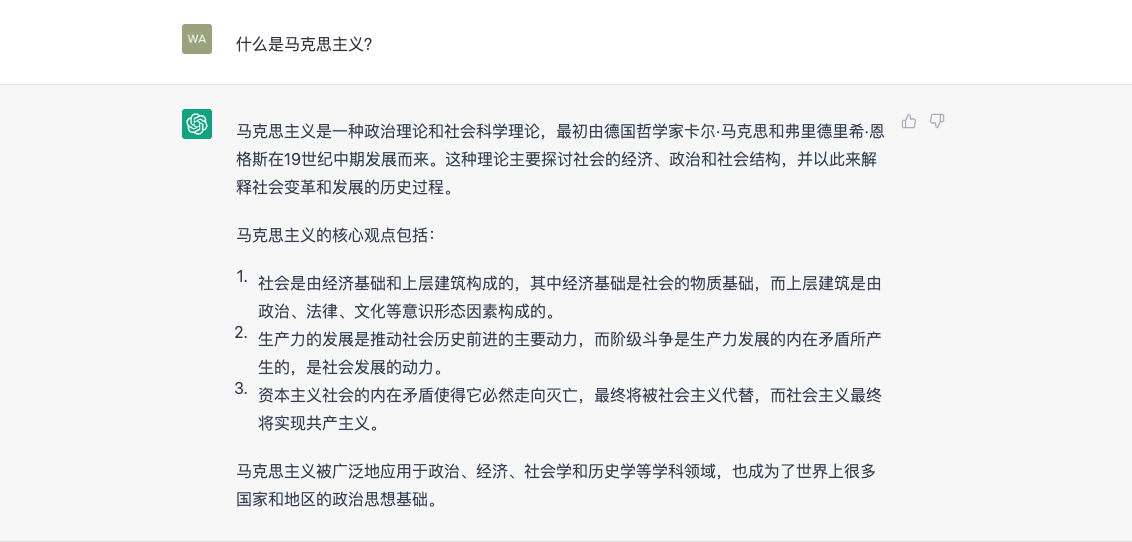 WA
什么是马克思主义?
马克思主义是一种政治理论和社会科学理论，最初由德国哲学家卡尔·马克思和弗里德里希·恩
格斯在19世纪中期发展而来。这种理论主要探讨社会的经济、政治和社会结构，并以此来解
释社会变革和发展的历史过程。
马克思主义的核心观点包括：
1. 社会是由经济基础和上层建筑构成的，其中经济基础是社会的物质基础，而上层建筑是由
政治、法律、文化等意识形态因素构成的。
2. 生产力的发展是推动社会历史前进的主要动力，而阶级斗争是生产力发展的内在矛盾所产
生的，是社会发展的动力。
3. 资本主义社会的内在矛盾使得它必然走向灭亡，最终将被社会主义代替，而社会主义最终
将实现共产主义。
马克思主义被广泛地应用于政治、经济、社会学和历史学等学科领域，也成为了世界上很多
国家和地区的政治思想基础。